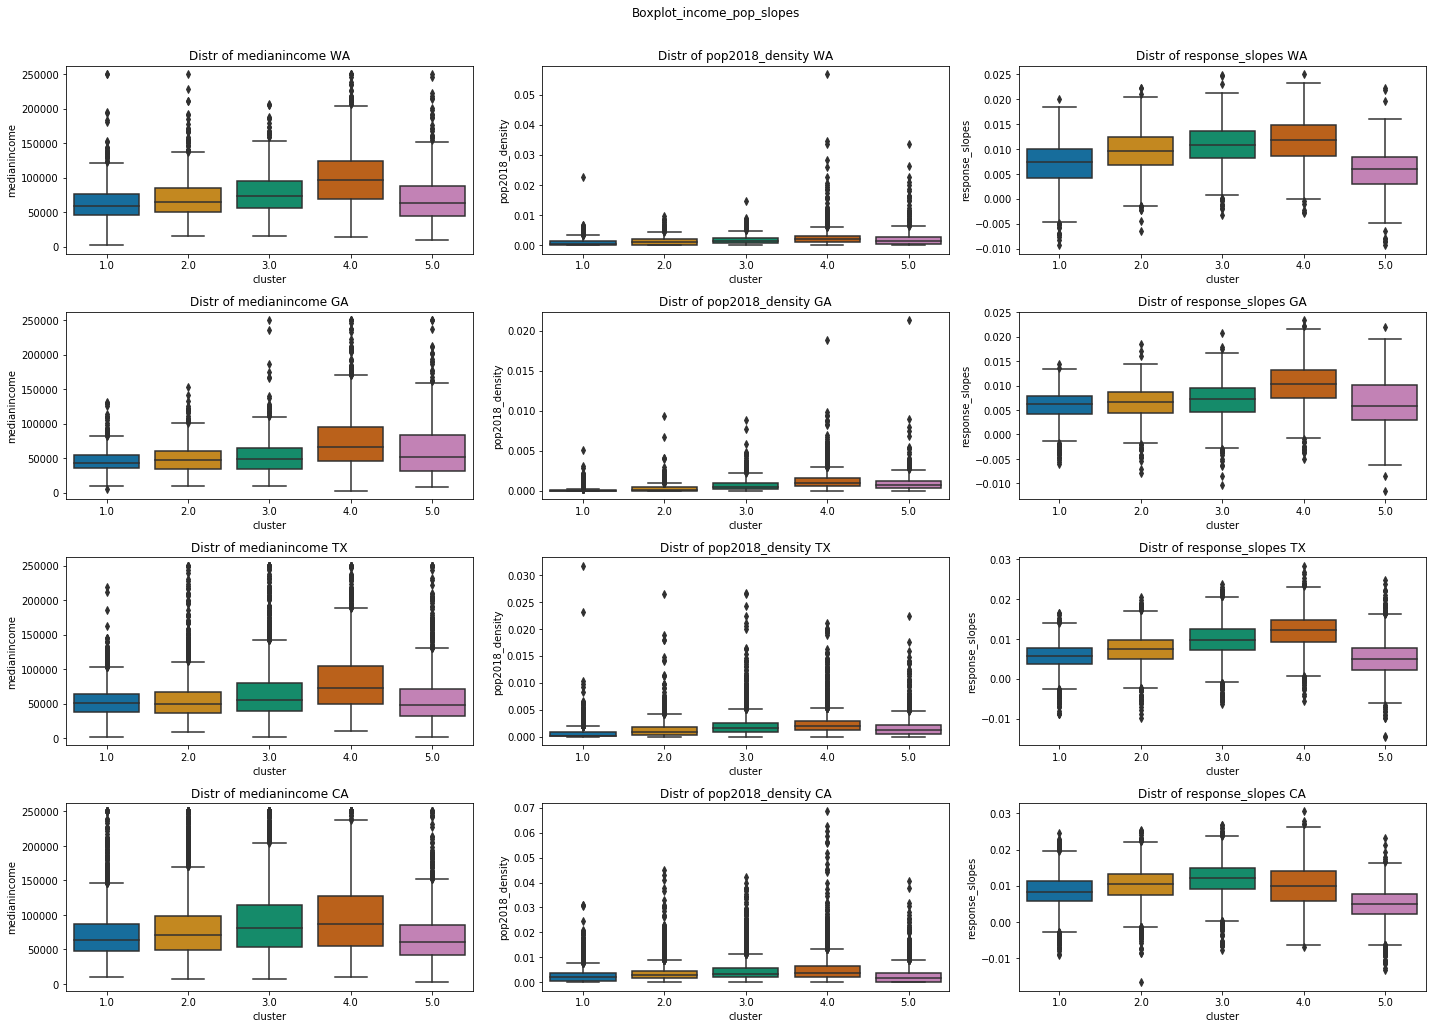 Boxplot_income_pop_slopes
Distr of medianincome WA
medianincome
250000
200000
150000
100000
50000
0
1.0 2.0 3.0 4.0 5.0
cluster
Distr of pop2018_density WA
pop2018_density
0.05
0.04
0.03
0.02
0.01
0.00
1.0 2.0 3.0 4.0 5.0
cluster
Distr of response_slopes WA
response_slopes
0.025
0.020
0.015
0.010
0.005
0.000
−0.005
−0.010
1.0 2.0 3.0 4.0 5.0
cluster
Distr of medianincome GA
medianincome
250000
200000
150000
100000
50000
0
1.0 2.0 3.0 4.0 5.0
cluster
Distr of pop2018_density GA
pop2018_density
0.020
0.015
0.010
0.005
0.000
1.0 2.0 3.0 4.0 5.0
cluster
Distr of response_slopes GA
response_slopes
0.025
0.020
0.015
0.010
0.005
0.000
−0.005
−0.010
1.0 2.0 3.0 4.0 5.0
cluster
Distr of medianincome TX
medianincome
250000
200000
150000
100000
50000
0
1.0 2.0 3.0 4.0 5.0
cluster
Distr of pop2018_density TX
pop2018_density
0.030
0.025
0.020
0.015
0.010
0.005
0.000
1.0 2.0 3.0 4.0 5.0
cluster
Distr of response_slopes TX
response_slopes
0.03
0.02
0.01
0.00
−0.01
1.0 2.0 3.0 4.0 5.0
cluster
Distr of medianincome CA
medianincome
250000
200000
150000
100000
50000
0
1.0 2.0 3.0 4.0 5.0
cluster
Distr of pop2018_density CA
pop2018_density
0.07
0.06
0.05
0.04
0.03
0.02
0.01
0.00
1.0 2.0 3.0 4.0 5.0
cluster
Distr of response_slopes CA
response_slopes
0.03
0.02
0.01
0.00
−0.01
1.0 2.0 3.0 4.0 5.0
cluster